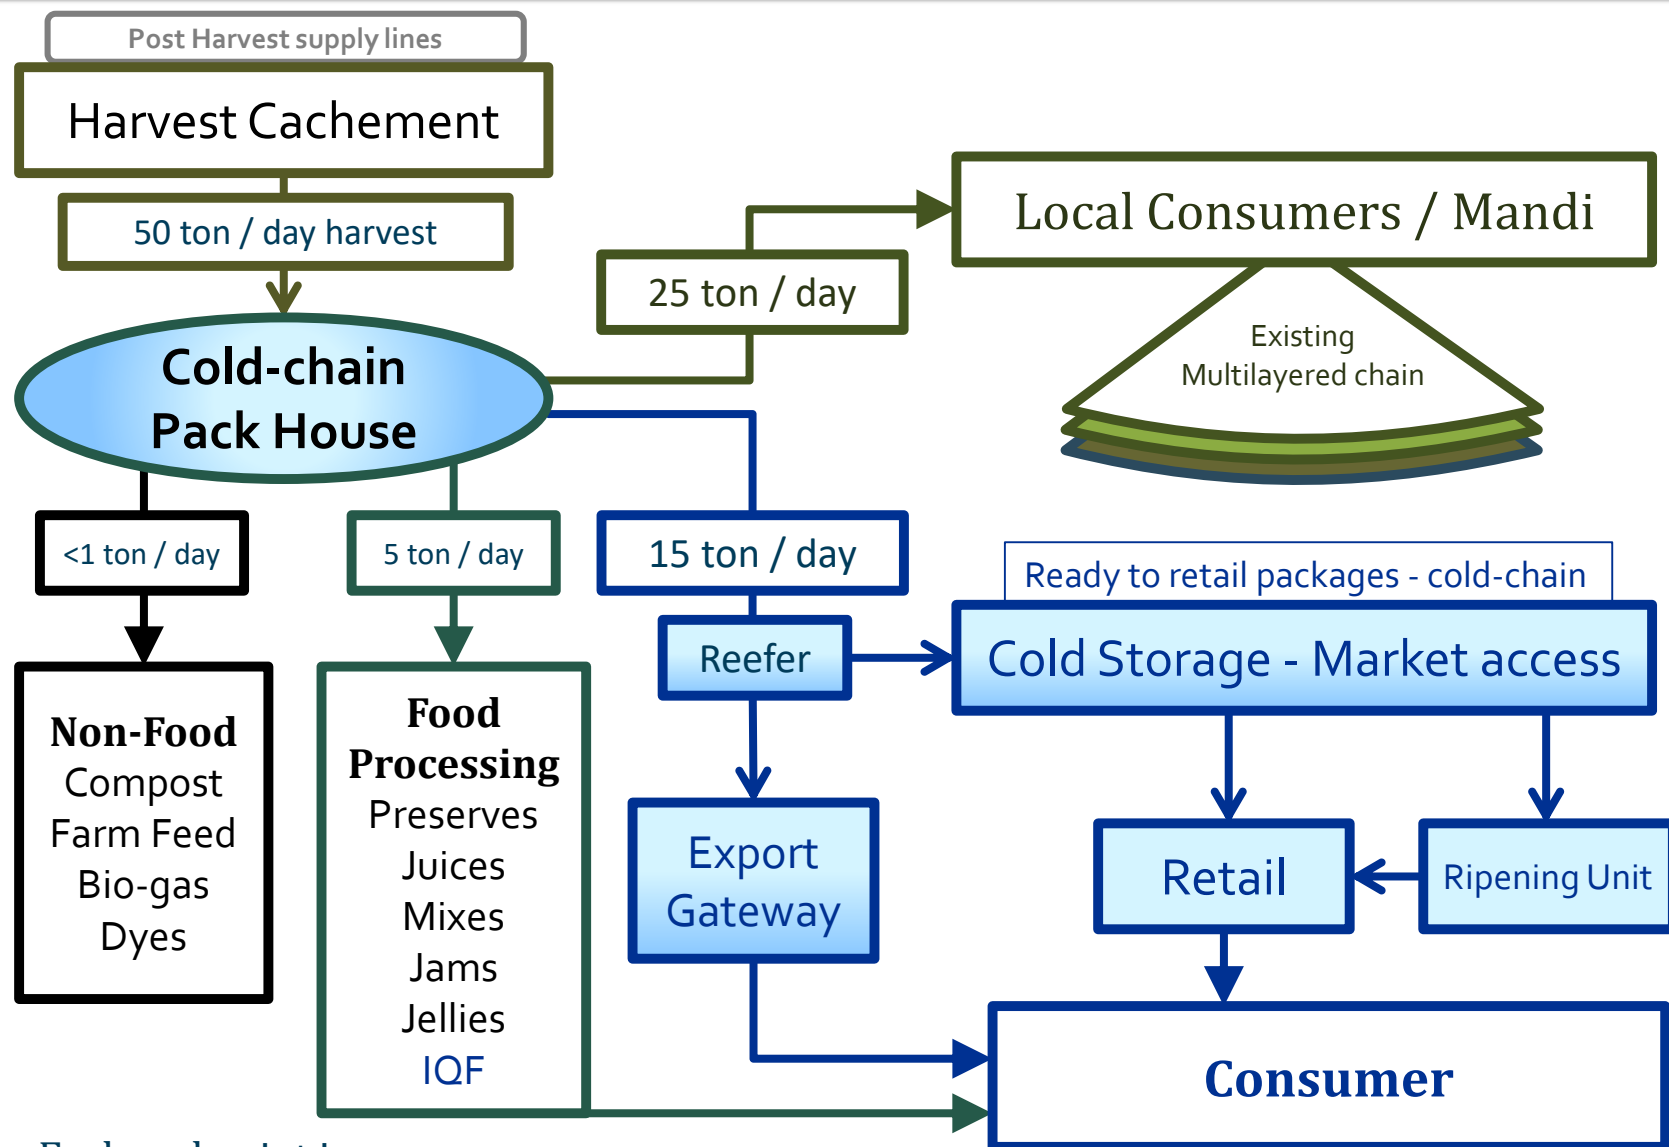 Post Harvest supply lines
Harvest Cachement
50 ton / day harvest
Local Consumers / Mandi
25 ton / day
Existing
Multilayered chain
Cold-chain
Pack House
<1 ton / day
5 ton / day
15 ton / day
Ready to retail packages - cold-chain
Reefer
Cold Storage - Market access
Non-Food
Compost
Farm Feed
Bio-gas
Dyes
Food
Processing
Preserves
Juices
Mixes
Jams
Jellies
IQF
Export
Gateway
Retail
Ripening Unit
Consumer